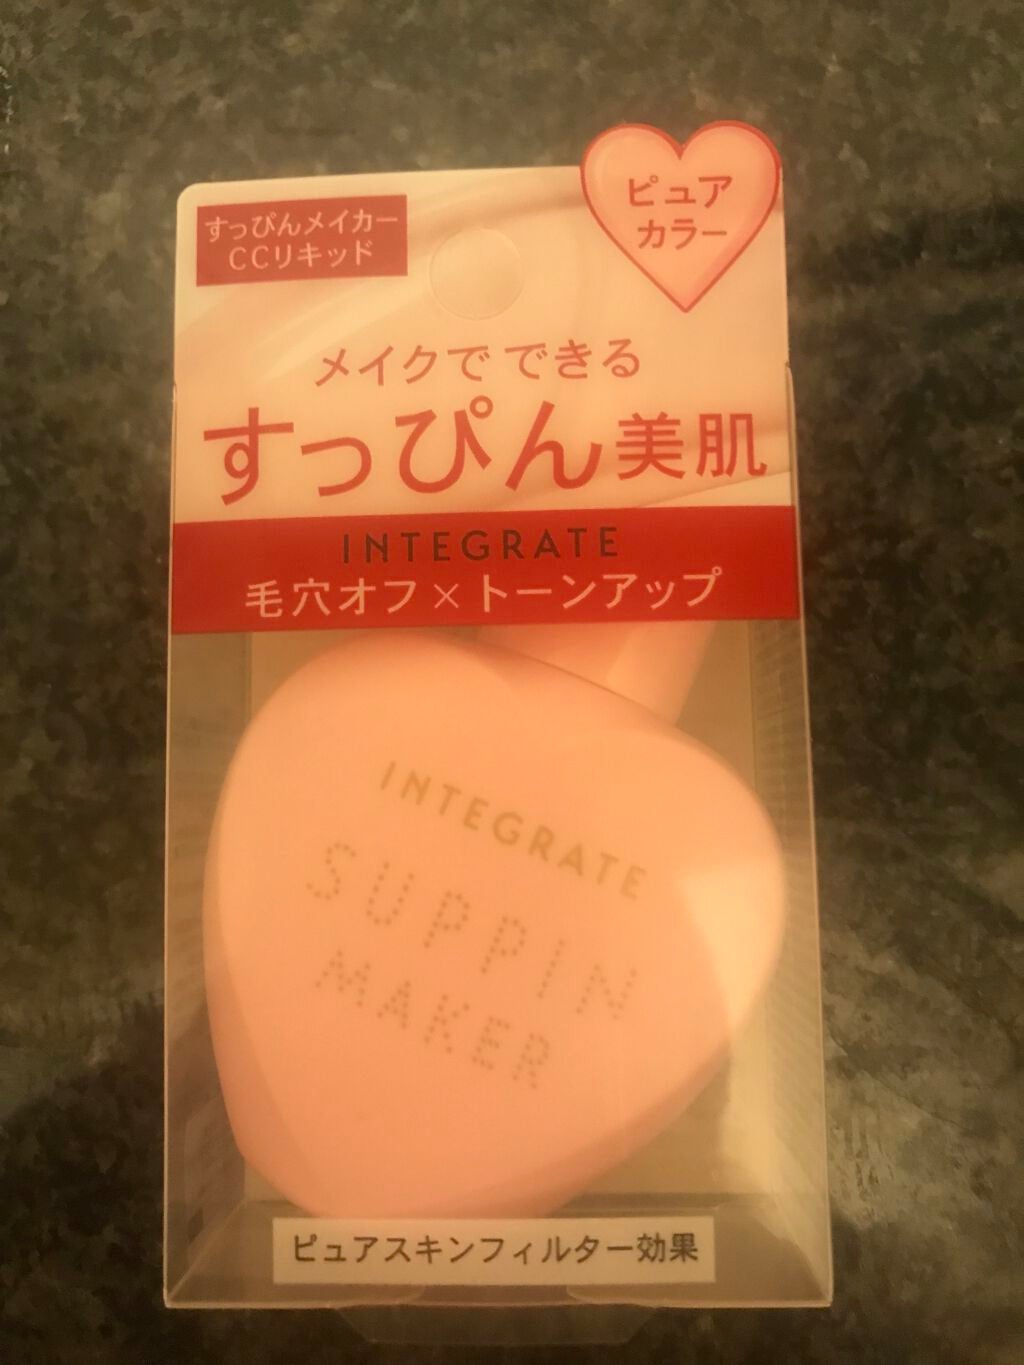 すっぴんメイカー
CCリキッド
ピュア
カラー
メイクで できる
すっぴん美肌
INTEGRATE
毛穴オフ×トーンアップ
INTEGRATE
SUPPIN
MAKER
ピュアスキンフィルター効果